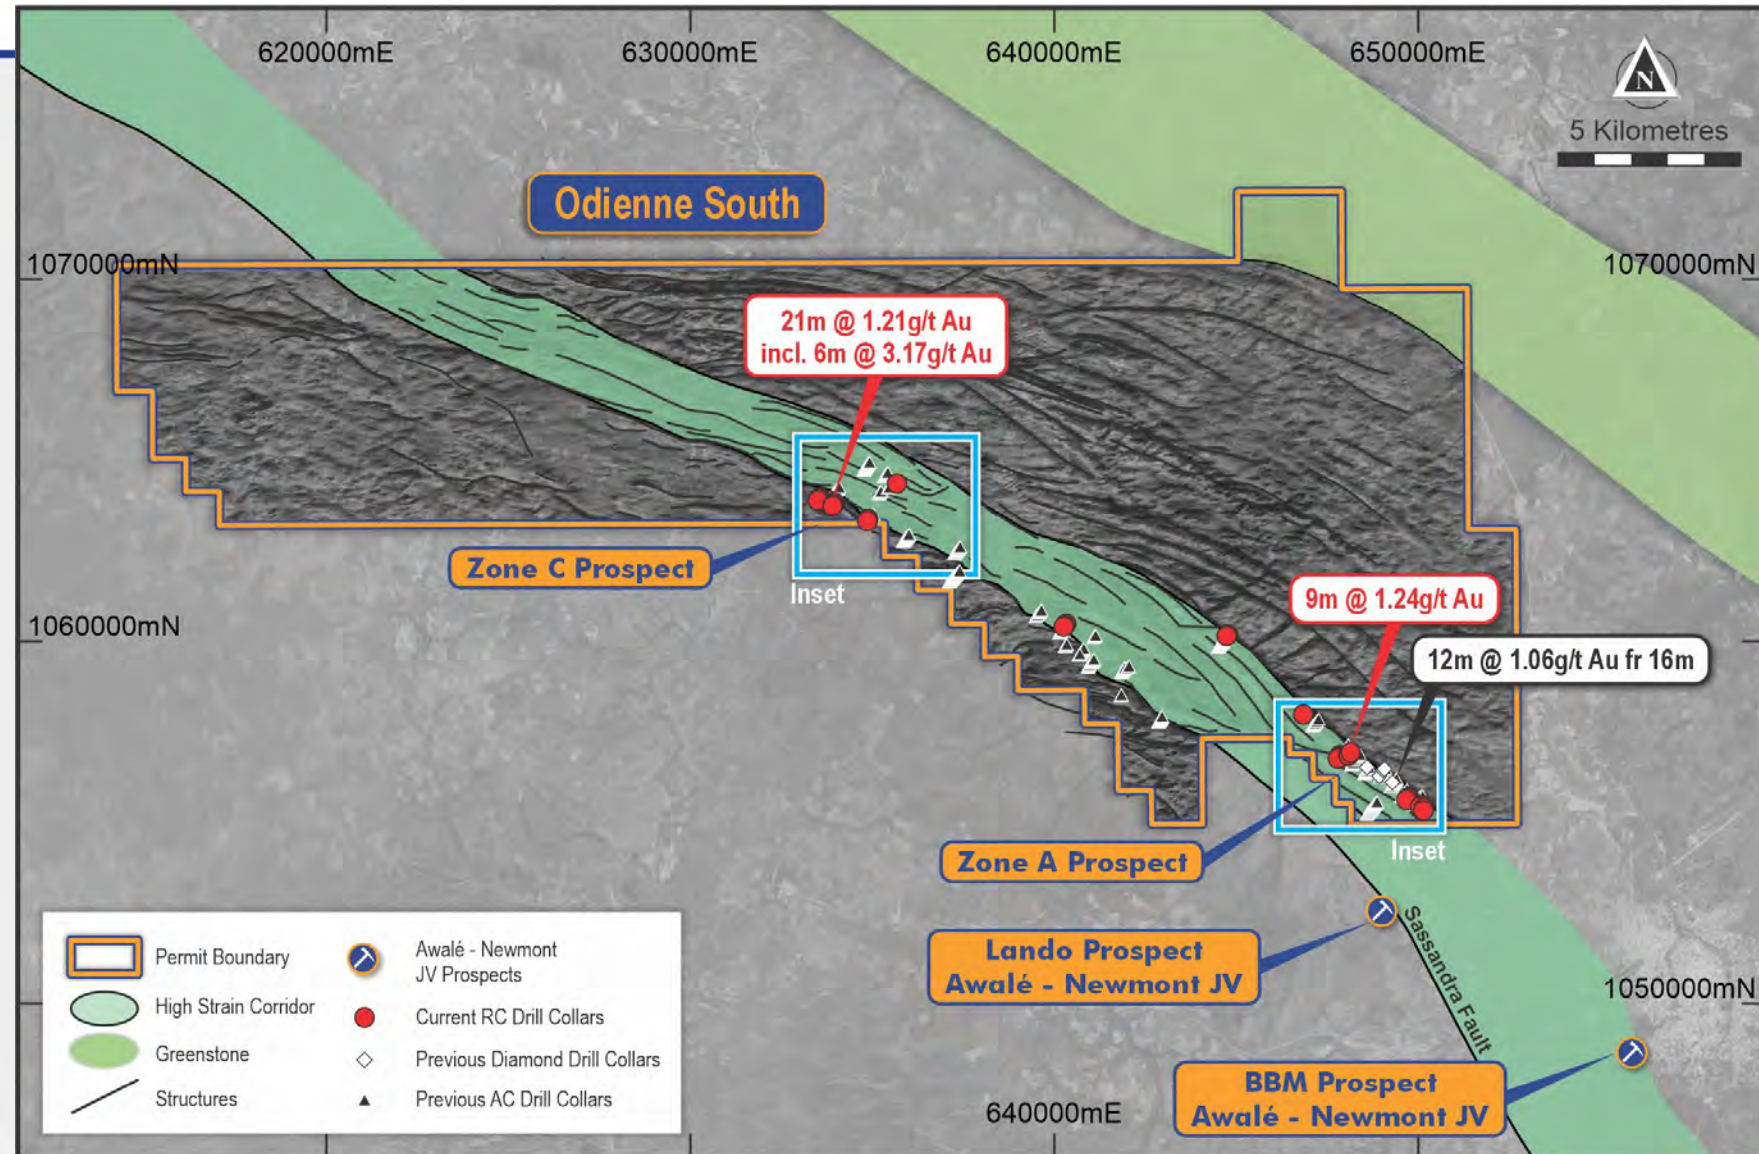 620000mE
630000mE
640000mE
650000mE
N
5 Kilometres
Odienne South
1070000mN
1070000mN
21m @ 1.21g/t Au
incl. 6m @ 3.17g/t Au
Zone C Prospect
Inset
1060000mN
9m @ 1.24g/t Au
12m @ 1.06g/t Au fr 16m
Zone A Prospect
Inset
Lando Prospect
Awalé - Newmont JV
Sassandra Fault
1050000mN
BBM Prospect
Awalé - Newmont JV
640000mE
Permit Boundary
High Strain Corridor
Greenstone
Structures
Awalé - Newmont
JV Prospects
Current RC Drill Collars
Previous Diamond Drill Collars
Previous AC Drill Collars